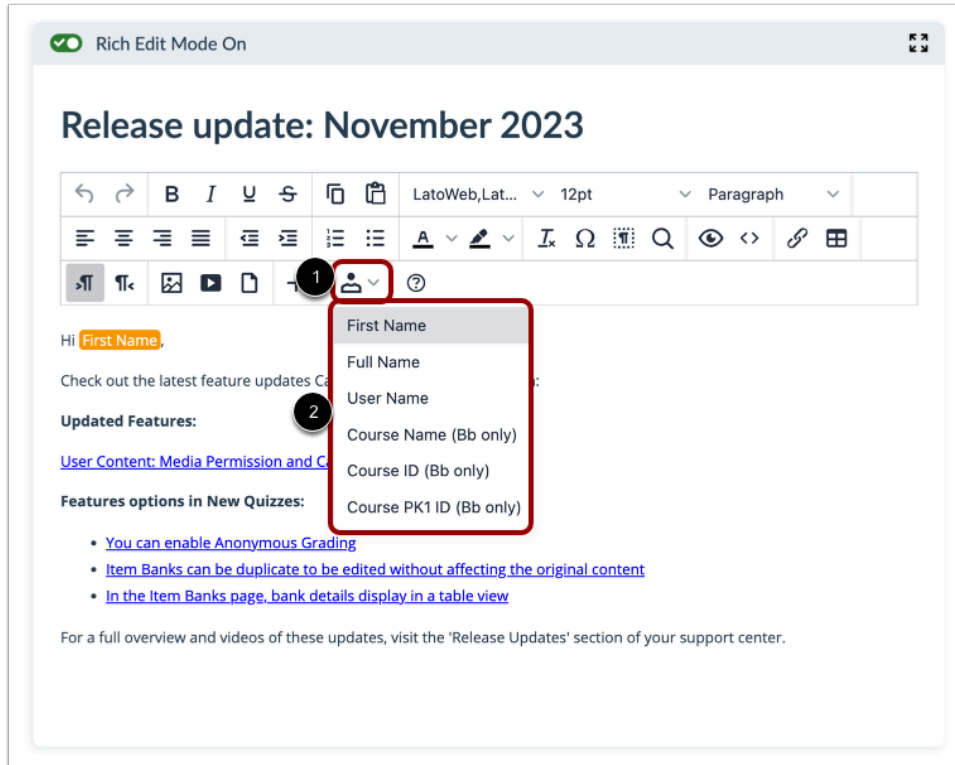 Rich Edit Mode On
Release update: November 2023
B I U S LatoWeb,Lat... 12pt Paragraph
A
1
Hi First Name,
Check out the latest feature updates
Updated Features:
User Content: Media Permission and
Features options in New Quizzes:
2
First Name
Full Name
User Name
Course Name (Bb only)
Course ID (Bb only)
Course PK1 ID (Bb only)
• You can enable Anonymous Grading
• Item Banks can be duplicate to be edited without affecting the original content
• In the Item Banks page, bank details display in a table view
For a full overview and videos of these updates, visit the 'Release Updates' section of your support center.